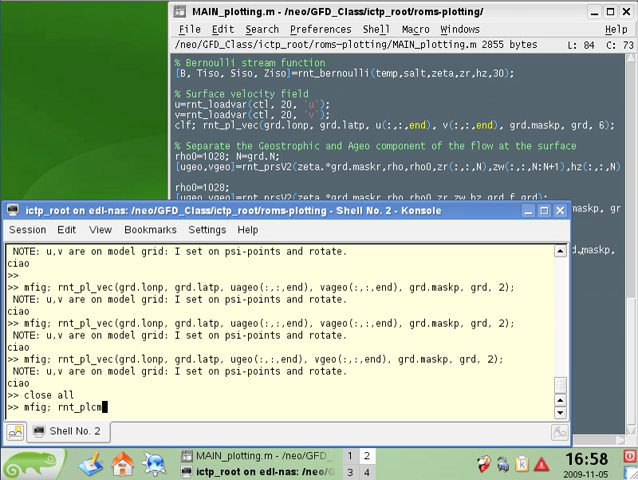 MAIN_plotting.m - /neo/GFD_Class/ictp_root/roms-plotting/
File Edit Search Preferences Shell Macro Windows Help
/neo/GFD_Class/ictp_root/roms-plotting/MAIN_plotting.m 2855 bytes L: 84 C: 73
% Bernoulli stream function
[B, Tiso, Siso, Ziso]=rnt_bernoulli(temp,salt,zeta,zr,hz,30);
% Surface velocity field
u=rnt_loadvar(ctl, 20, 'u');
v=rnt_loadvar(ctl, 20, 'v');
clf; rnt_pl_vec(grd.lonp, grd.latp, u(:,:,end), v(:,:,end), grd.maskp, grd, 6);
% Separate the Geostrophic and Ageo component of the flow at the surface
rho0=1028; N=grd.N;
[ugeo,vgeo]=rnt_prsV2(zeta.*grd.maskr,rho,rho0,zr(:,:,N),zw(:,:,N:N+1),hz(:,:,N)
rho0=1028;
[ugeo,vgeo]=rnt_prsV2(zeta,rho,rho0,zr,zw,hz,grd.f,grd);
ictp_root on edl-nas: /neo/GFD_Class/ictp_root/roms-plotting - Shell No. 2 - Konsole
Session Edit View Bookmarks Settings Help
NOTE: u,v are on model grid: I set on psi-points and rotate.
ciao
>>
>> mfig; rnt_pl_vec(grd.lonp, grd.latp, uageo(:,:,end), vageo(:,:,end), grd.maskp, grd, 2);
NOTE: u,v are on model grid: I set on psi-points and rotate.
ciao
>> mfig; rnt_pl_vec(grd.lonp, grd.latp, uageo(:,:,end), vageo(:,:,end), grd.maskp, grd, 2);
NOTE: u,v are on model grid: I set on psi-points and rotate.
ciao
>> mfig; rnt_pl_vec(grd.lonp, grd.latp, ugeo(:,:,end), vgeo(:,:,end), grd.maskp, grd, 2);
NOTE: u,v are on model grid: I set on psi-points and rotate.
ciao
>> close all
>> mfig; rnt_plcm
Shell No. 2
MAIN_plotting.m - /neo/GFD_ 1 2
ictp_root on edl-nas: /neo/G 3 4
16:58
2009-11-05